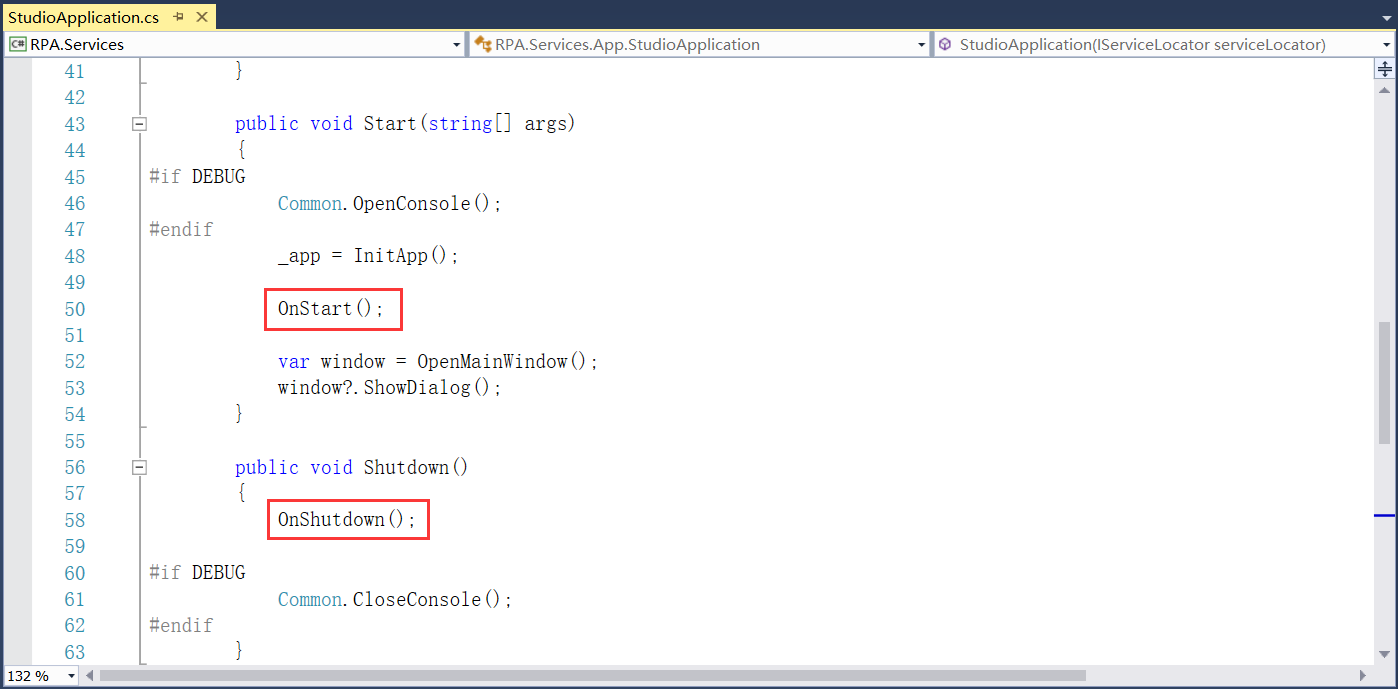 StudioApplication.cs
C# RPA.Services
RPA.Services.App.StudioApplication
StudioApplication(IServiceLocator serviceLocator)
41 }
42
43 public void Start(string[] args)
44 {
45 #if DEBUG
46 Common.OpenConsole();
47 #endif
48 _app = InitApp();
49
50 OnStart();
51
52 var window = OpenMainWindow();
53 window?.ShowDialog();
54 }
55
56 public void Shutdown()
57 {
58 OnShutdown();
59
60 #if DEBUG
61 Common.CloseConsole();
62 #endif
63 }
132 %